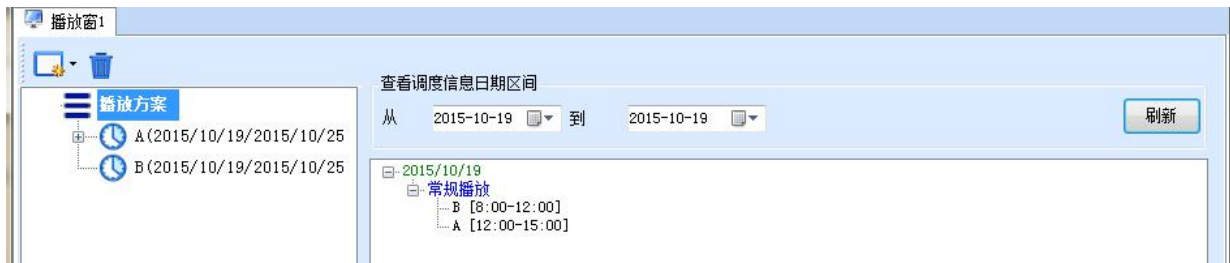 播放窗1
播放方案
A(2015/10/19/2015/10/25
B(2015/10/19/2015/10/25
查看调度信息日期区间
从 2015-10-19 到 2015-10-19 刷新
2015/10/19
常规播放
B [8:00-12:00]
A [12:00-15:00]